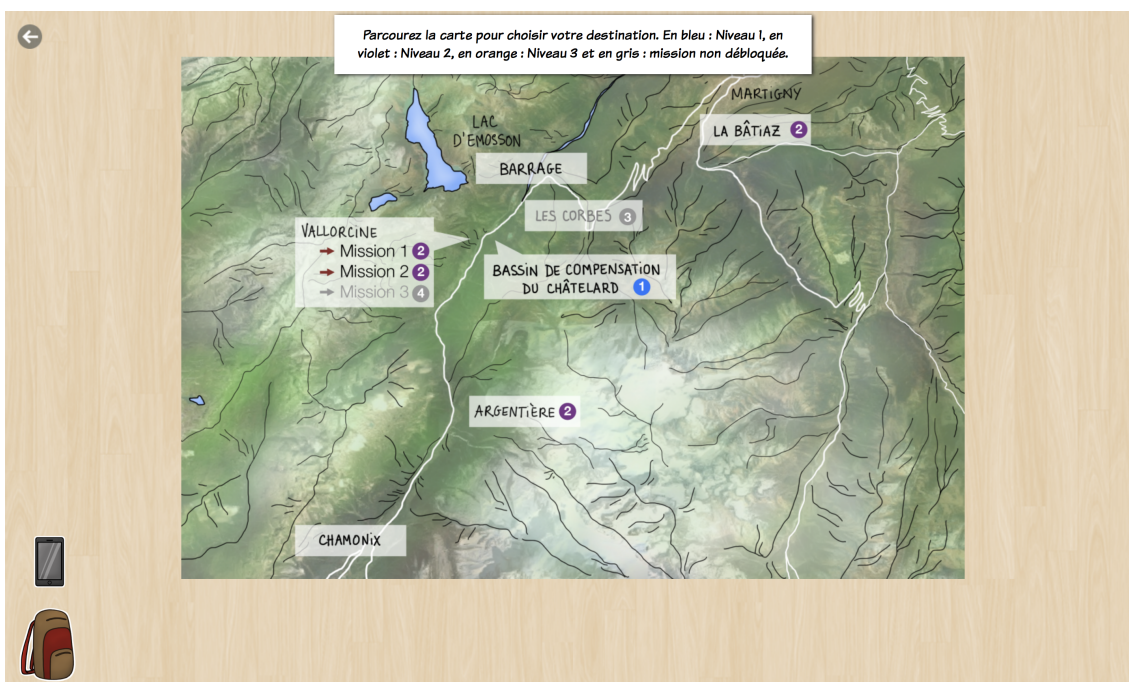 Parcourez la carte pour choisir votre destination. En bleu : Niveau 1, en
violet : Niveau 2, en orange : Niveau 3 et en gris : mission non débloquée.
MARTIGNY
LAC
D'EMOSSON
LA BÂTIAZ 2
BARRAGE
LES CORBES 3
VALLORCINE
Mission 1 2
Mission 2 2
Mission 3 4
BASSIN DE COMPENSATION
DU CHÂTELARD 1
ARGENTIÈRE 2
CHAMONIX